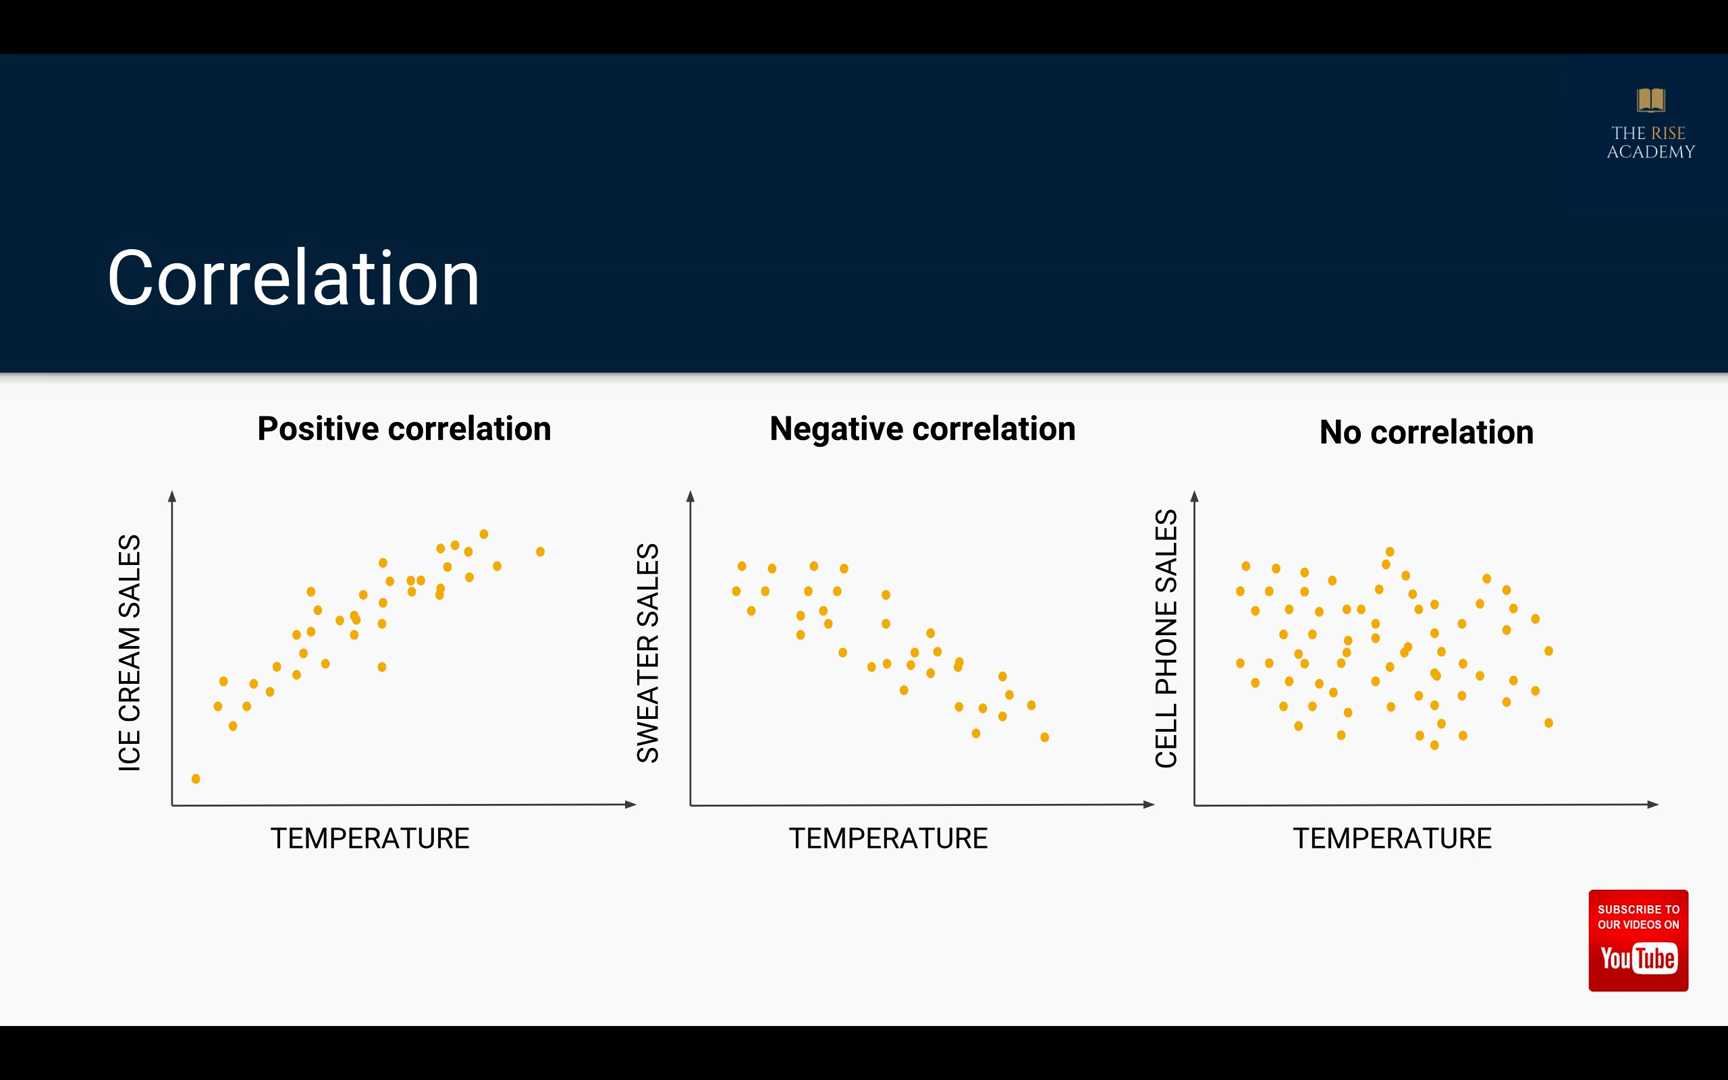 THE RISE
ACADEMY
Correlation
Positive correlation
Negative correlation
No correlation
ICE CREAM SALES
TEMPERATURE
SWEATER SALES
TEMPERATURE
CELL PHONE SALES
TEMPERATURE
SUBSCRIBE TO
OUR VIDEOS ON
YouTube